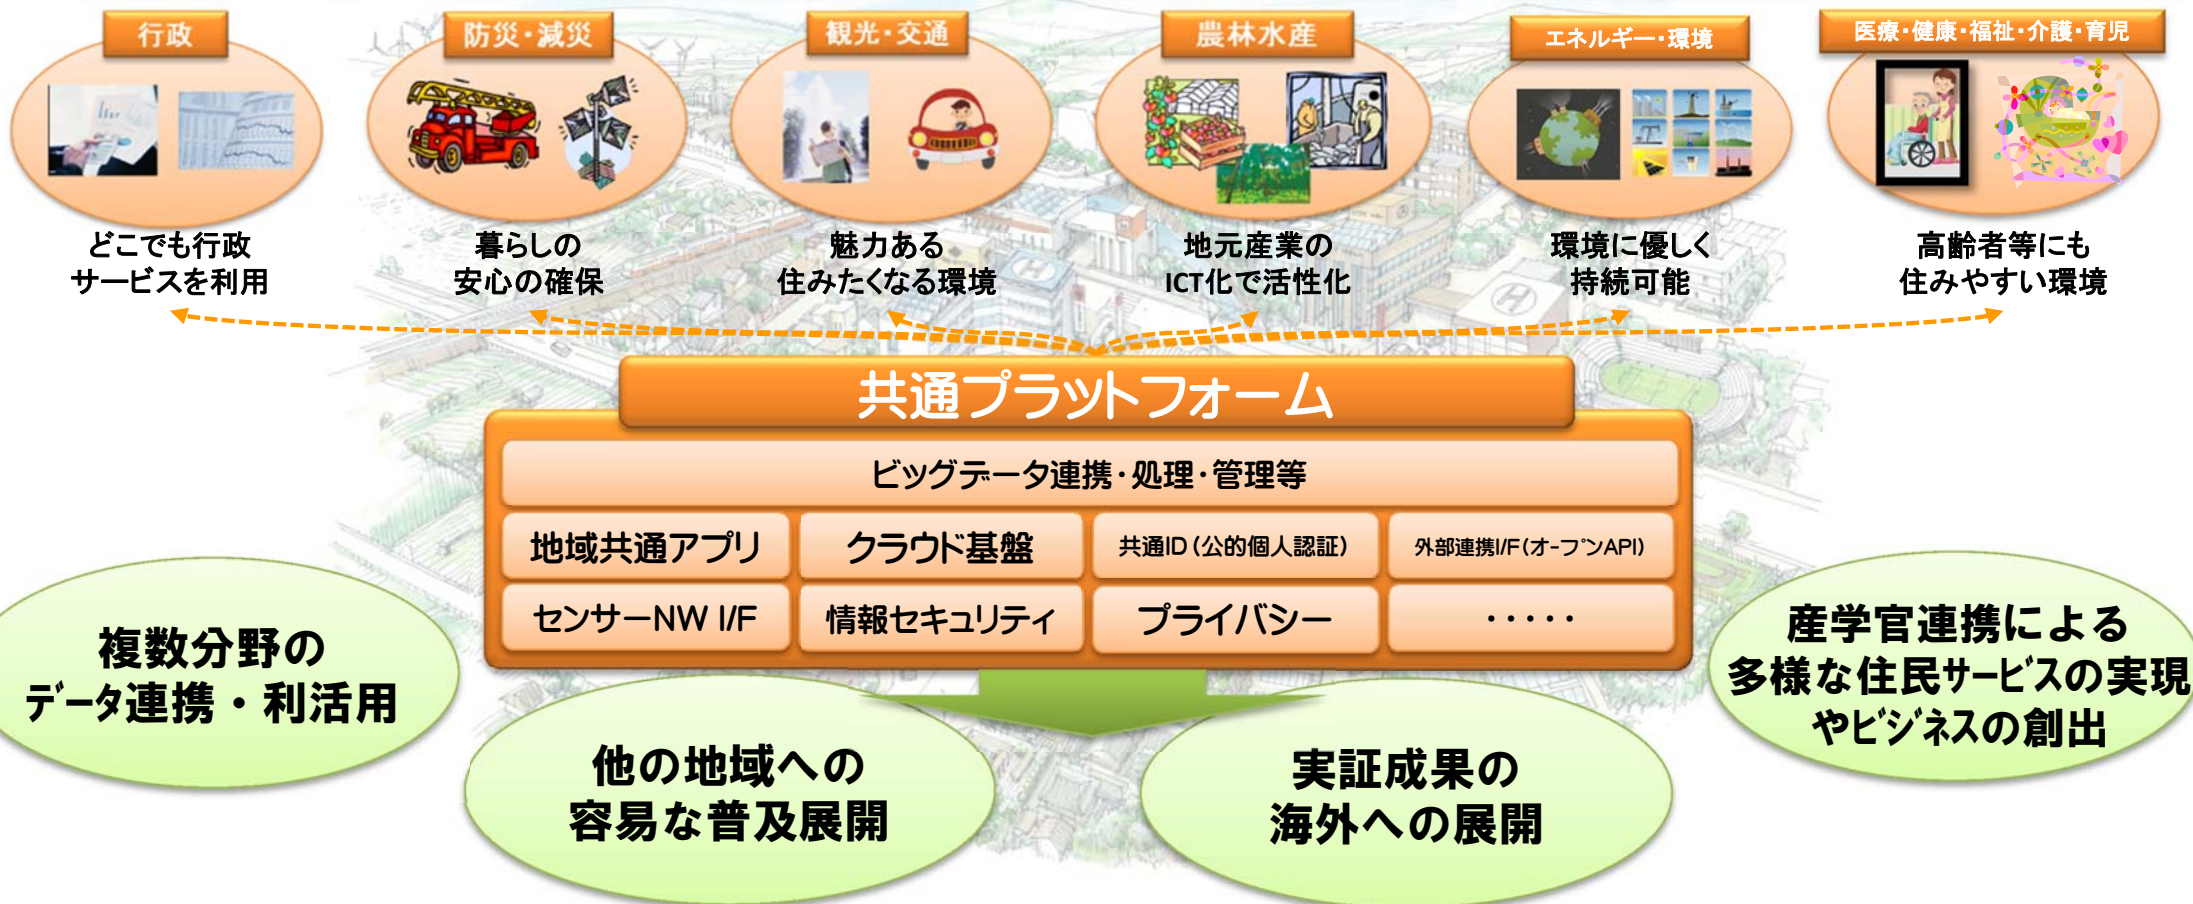 行政
防災・減災
観光・交通
農林水産
エネルギー・環境
医療・健康・福祉・介護・育児
どこでも行政
サービスを利用
暮らしの
安心の確保
魅力ある
住みたくなる環境
地元産業の
ICT化で活性化
環境に優しく
持続可能
高齢者等にも
住みやすい環境
共通プラットフォーム
ビッグデータ連携・処理・管理等
地域共通アプリ
クラウド基盤
共通ID(公的個人認証)
外部連携I/F(オープンAPI)
センサーNW I/F
情報セキュリティ
プライバシー
・・・・・
複数分野の
データ連携・利活用
他の地域への
容易な普及展開
実証成果の
海外への展開
産学官連携による
多様な住民サービスの実現
やビジネスの創出